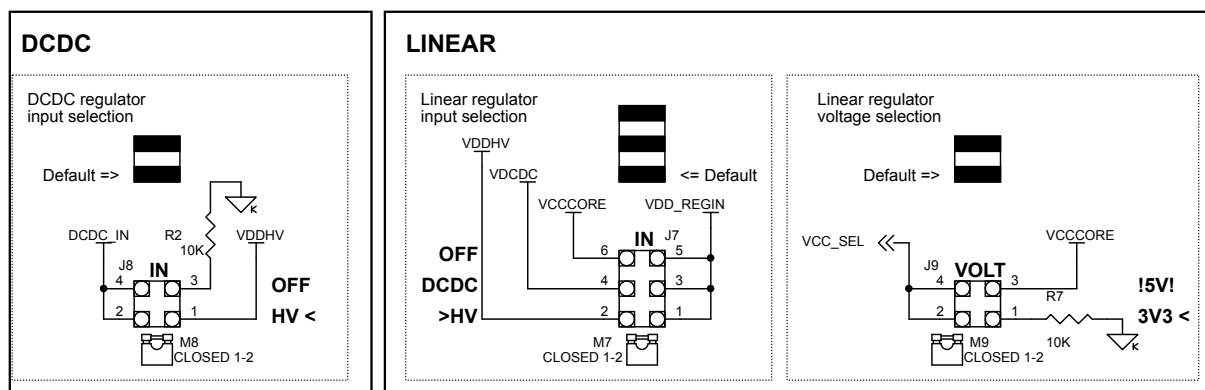 DCDC
DCDC regulator
input selection
Default =>
DCDC_IN
R2
10K
VDDHV
J8
IN
4
3
OFF
2
1
HV <
M8
CLOSED 1-2
LINEAR
Linear regulator
input selection
VDDHV
VDCDC
<= Default
VCCCORE
VDD_REGIN
IN
J7
OFF
6
5
DCDC
4
3
>HV
2
1
M7
CLOSED 1-2
Linear regulator
voltage selection
Default =>
VCC_SEL
VCCCORE
J9
VOLT
4
3
!5V!
R7
2
1
3V3 <
10K
M9
CLOSED 1-2